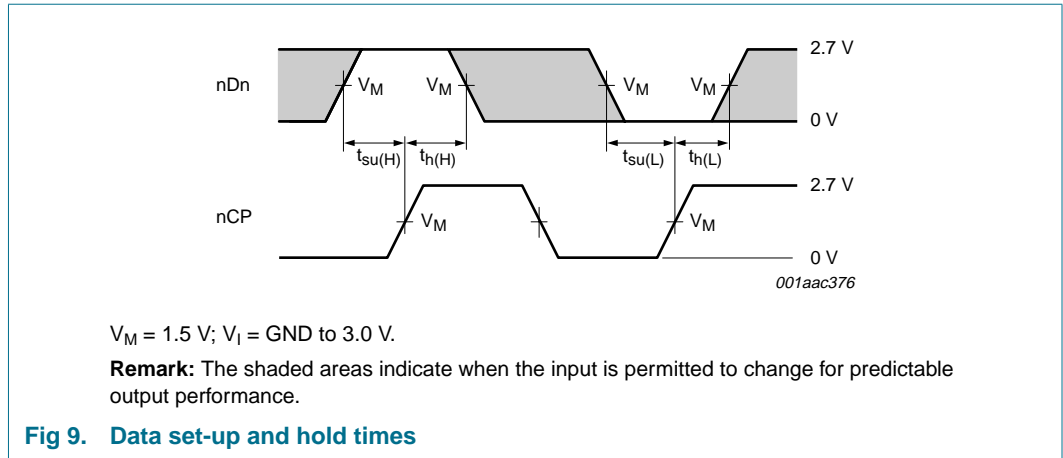 2.7 V
nDn
VM VM VM VM
0 V
tsu(H) th(H) tsu(L) th(L)
2.7 V
nCP
VM VM
0 V
001aac376
VM = 1.5 V; VI = GND to 3.0 V.
Remark: The shaded areas indicate when the input is permitted to change for predictable
output performance.
Fig 9. Data set-up and hold times